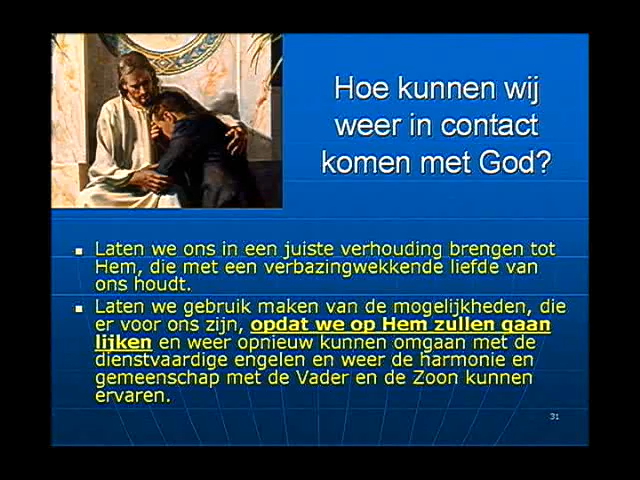 Hoe kunnen wij
weer in contact
komen met God?
Laten we ons in een juiste verhouding brengen tot
Hem, die met een verbazingwekkende liefde van
ons houdt.
Laten we gebruik maken van de mogelijkheden, die
er voor ons zijn, opdat we op Hem zullen gaan
lijken en weer opnieuw kunnen omgaan met de
dienstvaardige engelen en weer de harmonie en
gemeenschap met de Vader en de Zoon kunnen
ervaren.
31